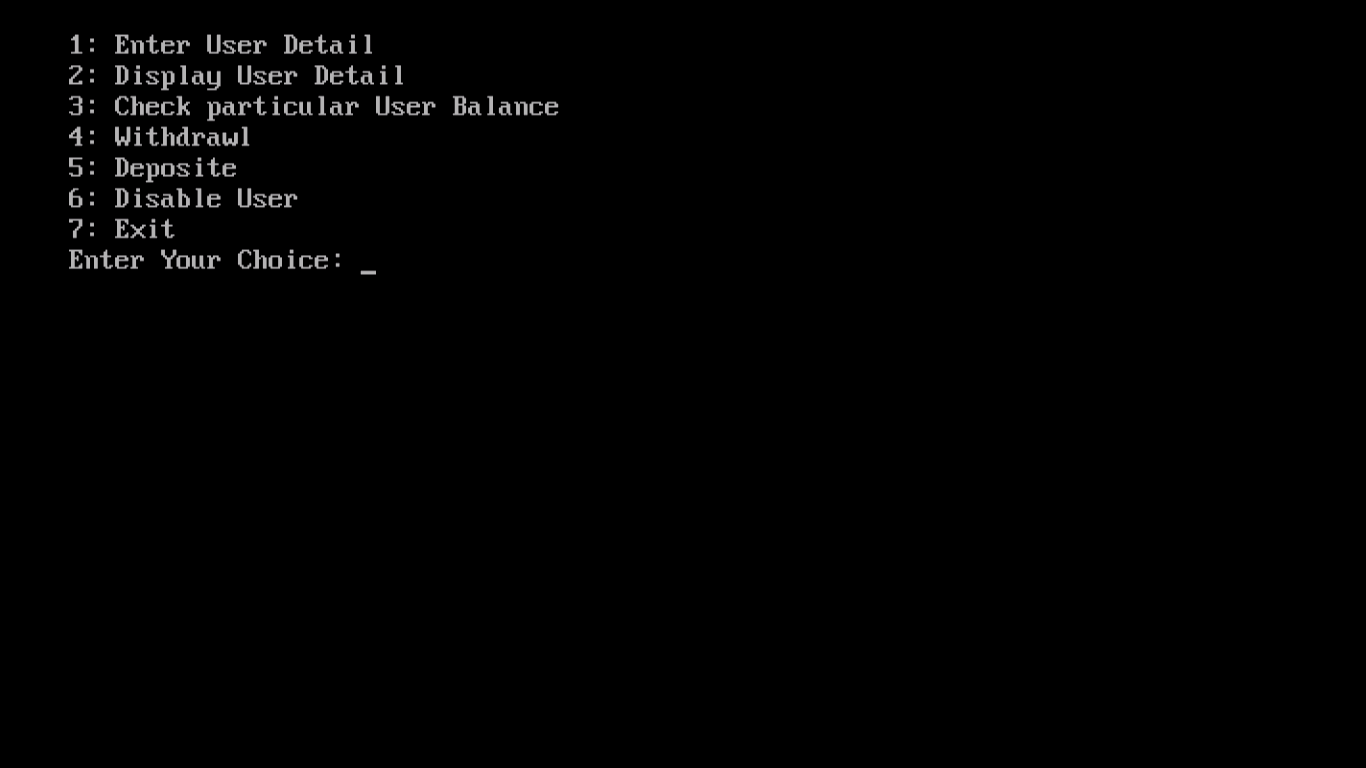 1: Enter User Detail
2: Display User Detail
3: Check particular User Balance
4: Withdrawl
5: Deposite
6: Disable User
7: Exit
Enter Your Choice: _